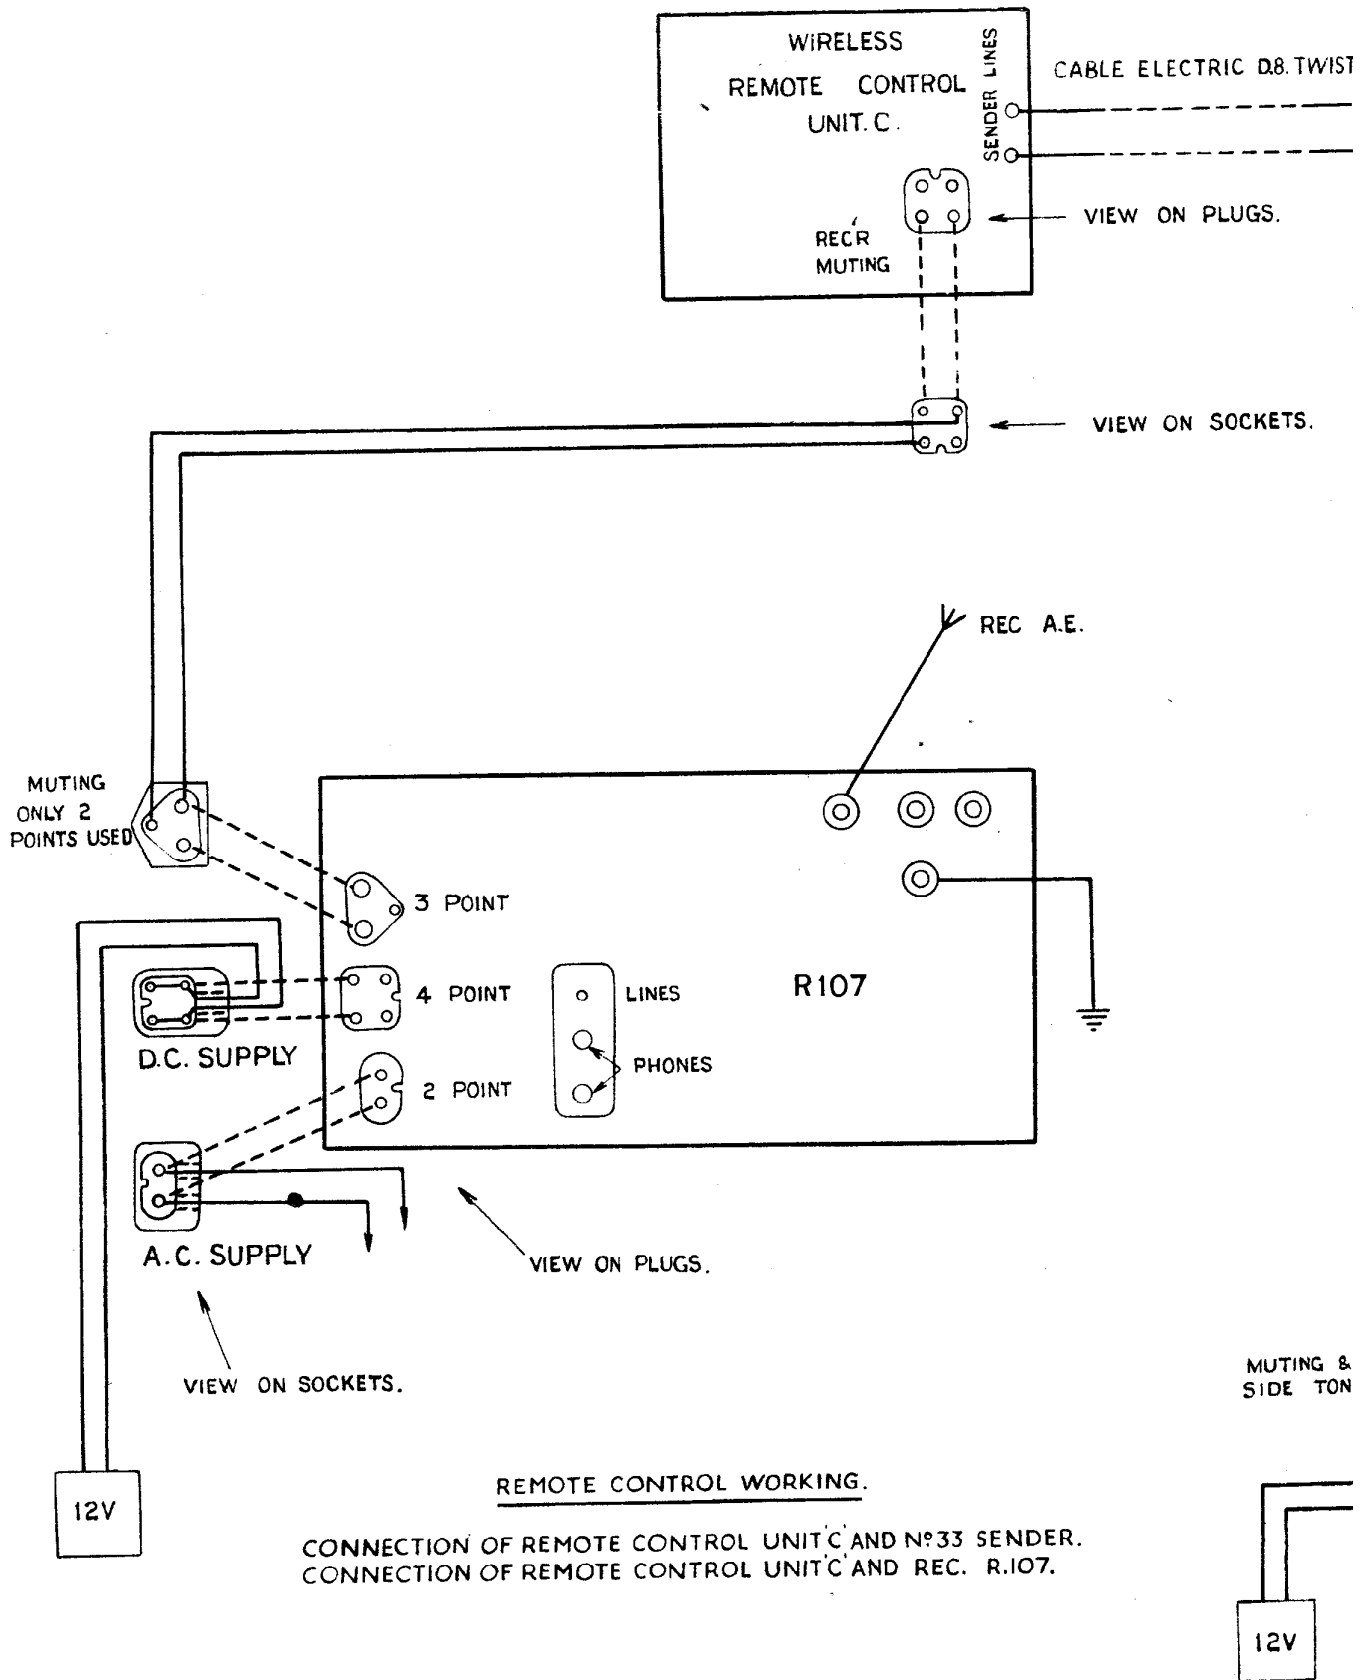 WIRELESS
REMOTE CONTROL
UNIT. C.
SENDER LINES
CABLE ELECTRIC D.8. TWIST
VIEW ON PLUGS.
REC'R
MUTING
VIEW ON SOCKETS.
REC A.E.
MUTING
ONLY 2
POINTS USED
3 POINT
4 POINT
LINES
R107
D.C. SUPPLY
PHONES
2 POINT
A.C. SUPPLY
VIEW ON PLUGS.
VIEW ON SOCKETS.
MUTING &
SIDE TON
12V
REMOTE CONTROL WORKING.
CONNECTION OF REMOTE CONTROL UNIT 'C' AND Nº 33 SENDER.
CONNECTION OF REMOTE CONTROL UNIT 'C' AND REC. R.107.
12V